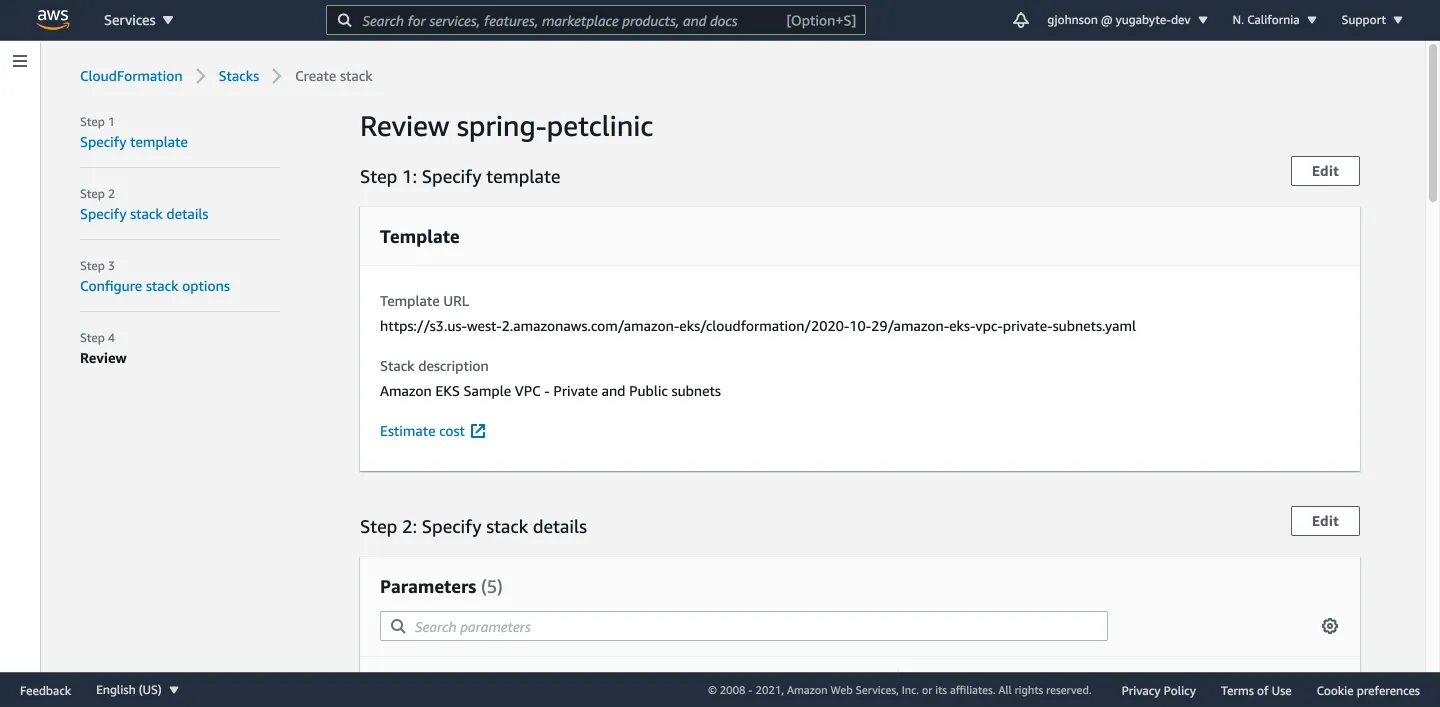 aws Services Search for services, features, marketplace products, and docs [Option+S] gjohnson @ yugabyte-dev N. California Support
CloudFormation Stacks Create stack
Step 1
Specify template
Step 2
Specify stack details
Step 3
Configure stack options
Step 4
Review
Review spring-petclinic
Step 1: Specify template Edit
Template
Template URL
https://s3.us-west-2.amazonaws.com/amazon-eks/cloudformation/2020-10-29/amazon-eks-vpc-private-subnets.yaml
Stack description
Amazon EKS Sample VPC - Private and Public subnets
Estimate cost
Step 2: Specify stack details Edit
Parameters (5)
Search parameters
Feedback English (US) © 2008 - 2021, Amazon Web Services, Inc. or its affiliates. All rights reserved. Privacy Policy Terms of Use Cookie preferences